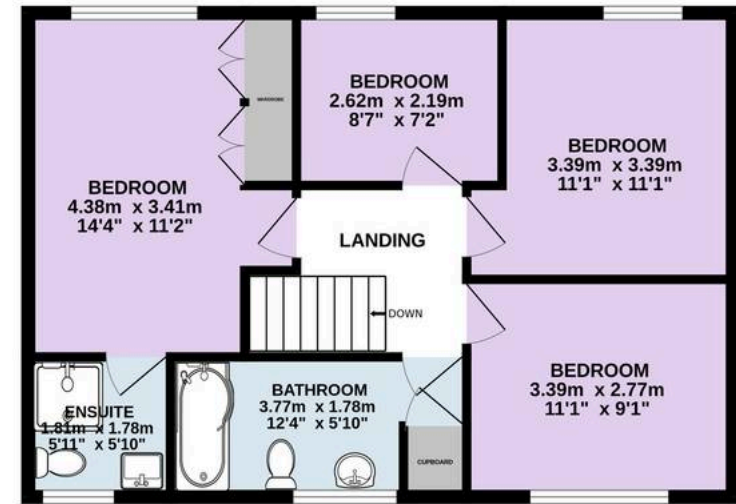 BEDROOM
4.38m x 3.41m
14'4" x 11'2"
WARDROBE
BEDROOM
2.62m x 2.19m
8'7" x 7'2"
BEDROOM
3.39m x 3.39m
11'1" x 11'1"
LANDING
DOWN
ENSUITE
1.81m x 1.78m
5'11" x 5'10"
BATHROOM
3.77m x 1.78m
12'4" x 5'10"
CUPBOARD
BEDROOM
3.39m x 2.77m
11'1" x 9'1"